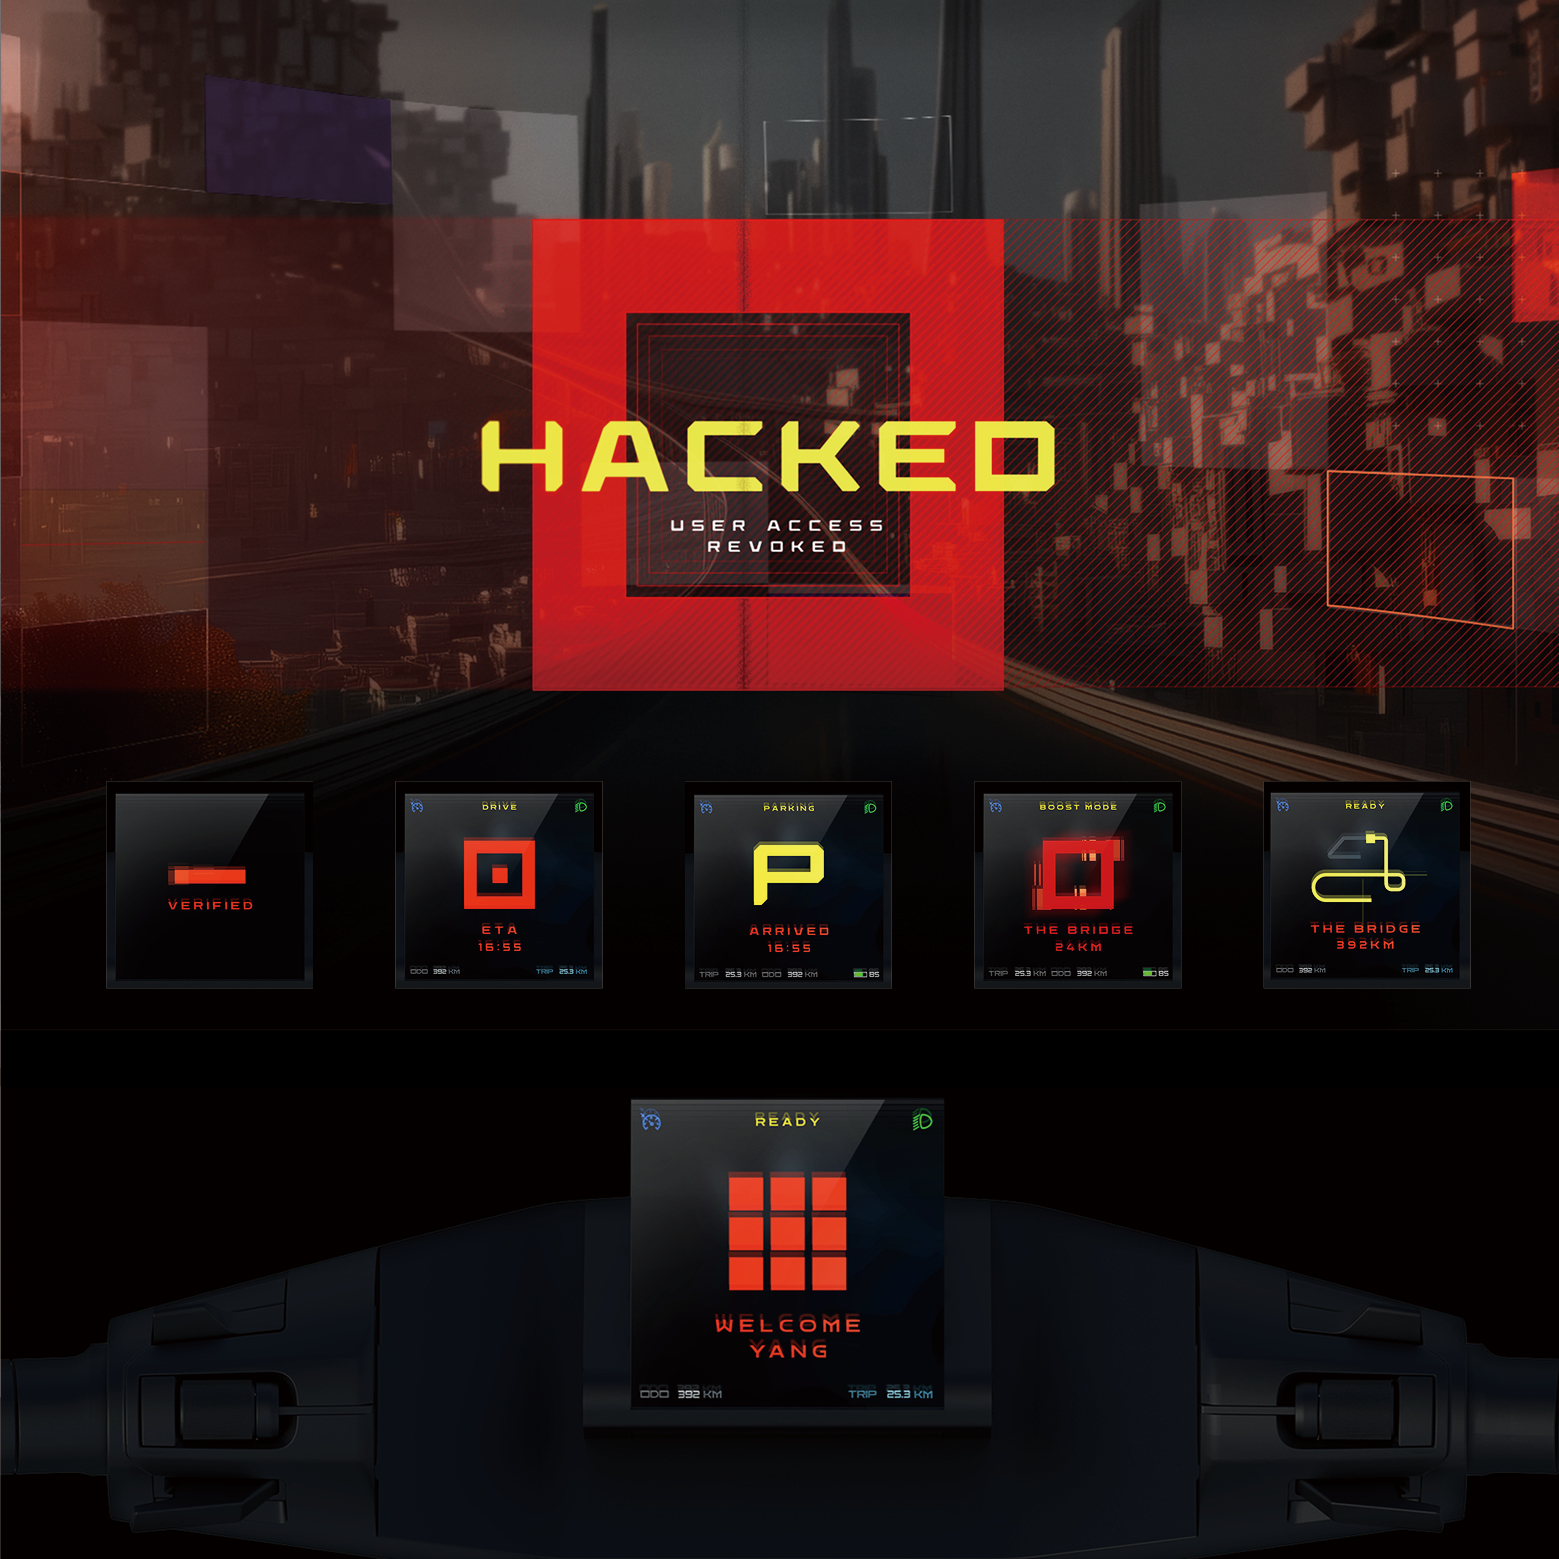 HACKED
USER ACCESS
REVOKED
VERIFIED
DRIVE
ETA
16:55
ODO 392 KM
TRIP 25.3 KM
PARKING
P
ARRIVED
16:55
TRIP 25.3 KM ODO 392 KM 85
BOOST MODE
THE BRIDGE
24KM
TRIP 25.3 KM ODO 392 KM 85
READY
THE BRIDGE
392KM
ODO 392 KM
TRIP 25.3 KM
READY
WELCOME
YANG
ODO 392 KM
TRIP 25.3 KM